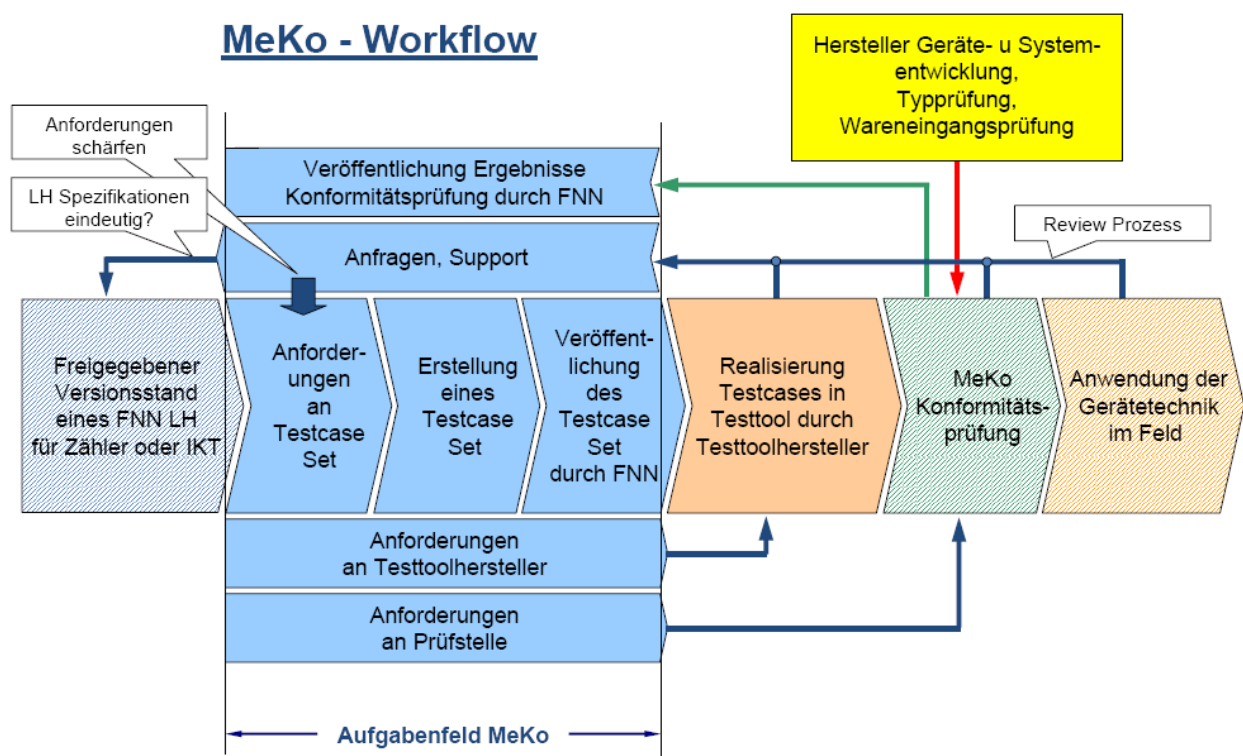 MeKo - Workflow
Hersteller Geräte- u System-
entwicklung,
Typprüfung,
Wareneingangsprüfung
Anforderungen
schärfen
LH Spezifikationen
eindeutig?
Veröffentlichung Ergebnisse
Konformitätsprüfung durch FNN
Review Prozess
Anfragen, Support
Freigegebener
Versionsstand
eines FNN LH
für Zähler oder IKT
Anforder-
ungen
an
Testcase
Set
Erstellung
eines
Testcase
Set
Veröffent-
lichung
des
Testcase
Set
durch FNN
Realisierung
Testcases in
Testtool durch
Testtoolhersteller
MeKo
Konformitäts-
prüfung
Anwendung der
Gerätetechnik
im Feld
Anforderungen
an Testtoolhersteller
Anforderungen
an Prüfstelle
Aufgabenfeld MeKo